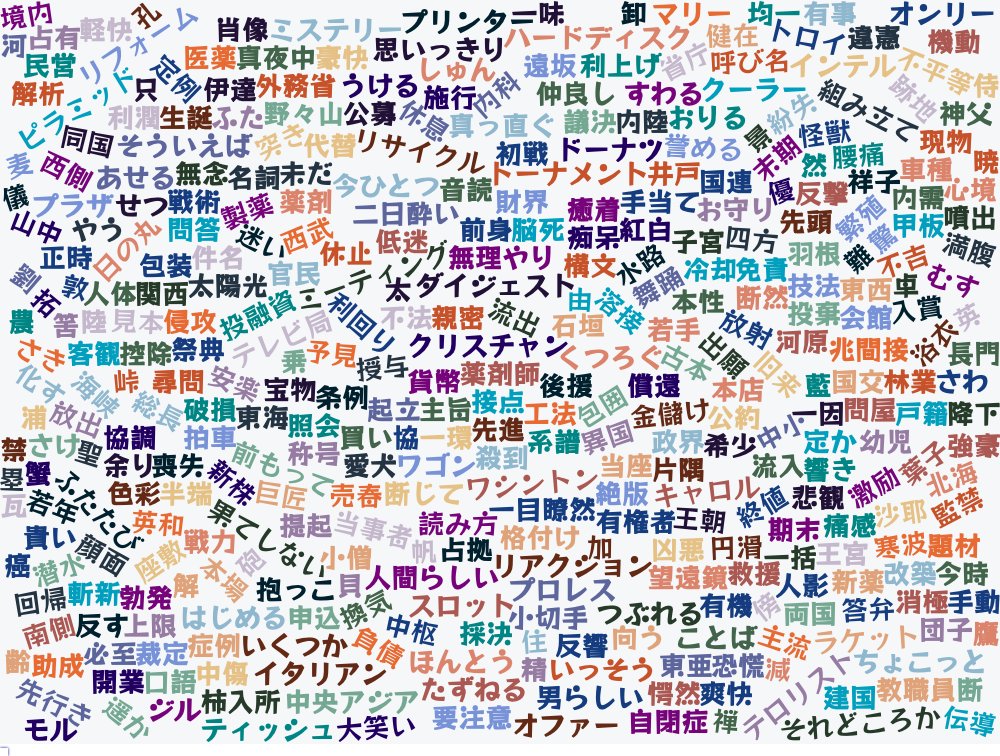 境内 孔 肖像 ミステリー プリンター 一味 卸 マリー 均一 有事 オンリー
河 占有 軽快 リフォーム 医薬 真夜中 豪快 思いっきり ハードディスク 健在 トロイ 違憲 機動
民営 ピラミッド 定例 只 伊達 外務省 うける しゅん 遠坂 利上げ 省庁 呼び名 インテル 不平等 侍
解析 利潤 生誕 ふた 野々山 公募 休息 施行 内科 仲良し すわる クーラー 紛失 組み立て 跡地 神父
麦 同国 そういえば 突き 代替 リサイクル 真っ直ぐ 議決 内陸 おりる 景 怪獣 現物
西側 あせる 無念 名詞 未だ 今ひとつ 音読 初戦 ドーナツ 誉める 末期 然 腰痛 車種 暁
儀 プラザ せつ 戦術 製薬 薬剤 二日酔い 財界 トーナメント 井戸 国連 優 反撃 祥子 内需 心境
山中 やう 日の丸 問答 迷い 西武 低迷 前身 脳死 癒着 手当て お守り 先頭 繁殖 甲板 噴出
正時 包装 件名 休止 ミーティング 無理やり 痴呆 紅白 子宮 四方 羽根 難 驚 不吉 満腹
劉 拓 敦 人体 関西 太陽光 官民 太 ダイジェスト 構文 水路 舞踊 冷却 免責 技法 東西 卓 むす
農 筈 陸 見本 侵攻 投融資 利回り 不法 親密 流出 由 溶接 本性 断然 投棄 会館 入賞 英
さき 客観 控除 祭典 テレビ局 乗 予見 授与 クリスチャン 石垣 若手 出願 放射 河原 兆 間接 浴衣 長門
化す 海峡 峠 尋問 安楽 宝物 条例 貨幣 薬剤師 後援 くつろぐ 古本 償還 本店 旧来 藍 国交 林業 さわ
浦 放出 総長 破損 東海 照会 起立 主旨 接点 工法 包囲 金儲け 公約 中小 一因 問屋 戸籍 降下
禁 さけ 聖 協調 拍車 称号 買い 協 一環 先進 系譜 異国 政界 希少 定か 幼児 強豪
塁 蟹 ふたたび 余り 喪失 新株 前もって 愛犬 ワゴン 殺到 当座 片隅 流入 響き 激励 葉子 北海
瓦 若年 色彩 半端 巨匠 売春 断じて ワシントン 一目瞭然 絶版 キャロル 終値 悲観 沙耶 監禁
貴い 顔面 英和 果てしない 提起 当事者 読み方 格付け 有権者 王朝 期末 痛感
癌 潜水 座敷 戦力 本場 砲 小僧 帆 占拠 リアクション 加 凶悪 円滑 一括 王宮 寒波 題材
回帰 斬新 勃発 解 抱っこ 貝 人間らしい プロレス 望遠鏡 救援 人影 新薬 改築 今時
南側 反す 上限 はじめる 申込 換気 スロット 小切手 つぶれる 有機 傍 両国 答弁 消極 手動
齢 助成 必至 裁定 症例 いくつか 負債 中枢 採決 住 反響 向う ことば 主流 ラケット 団子 鷹
先行き 開業 口語 中傷 イタリアン ほんとう 精 いっそう 東亜 恐慌 減 テロリスト ちょこっと
遥か ジル 柿 入所 中央アジア たずねる 男らしい 愕然 爽快 建国 教職員 断
モル ティッシュ 大笑い 要注意 オファー 自閉症 禅 それどころか 伝導